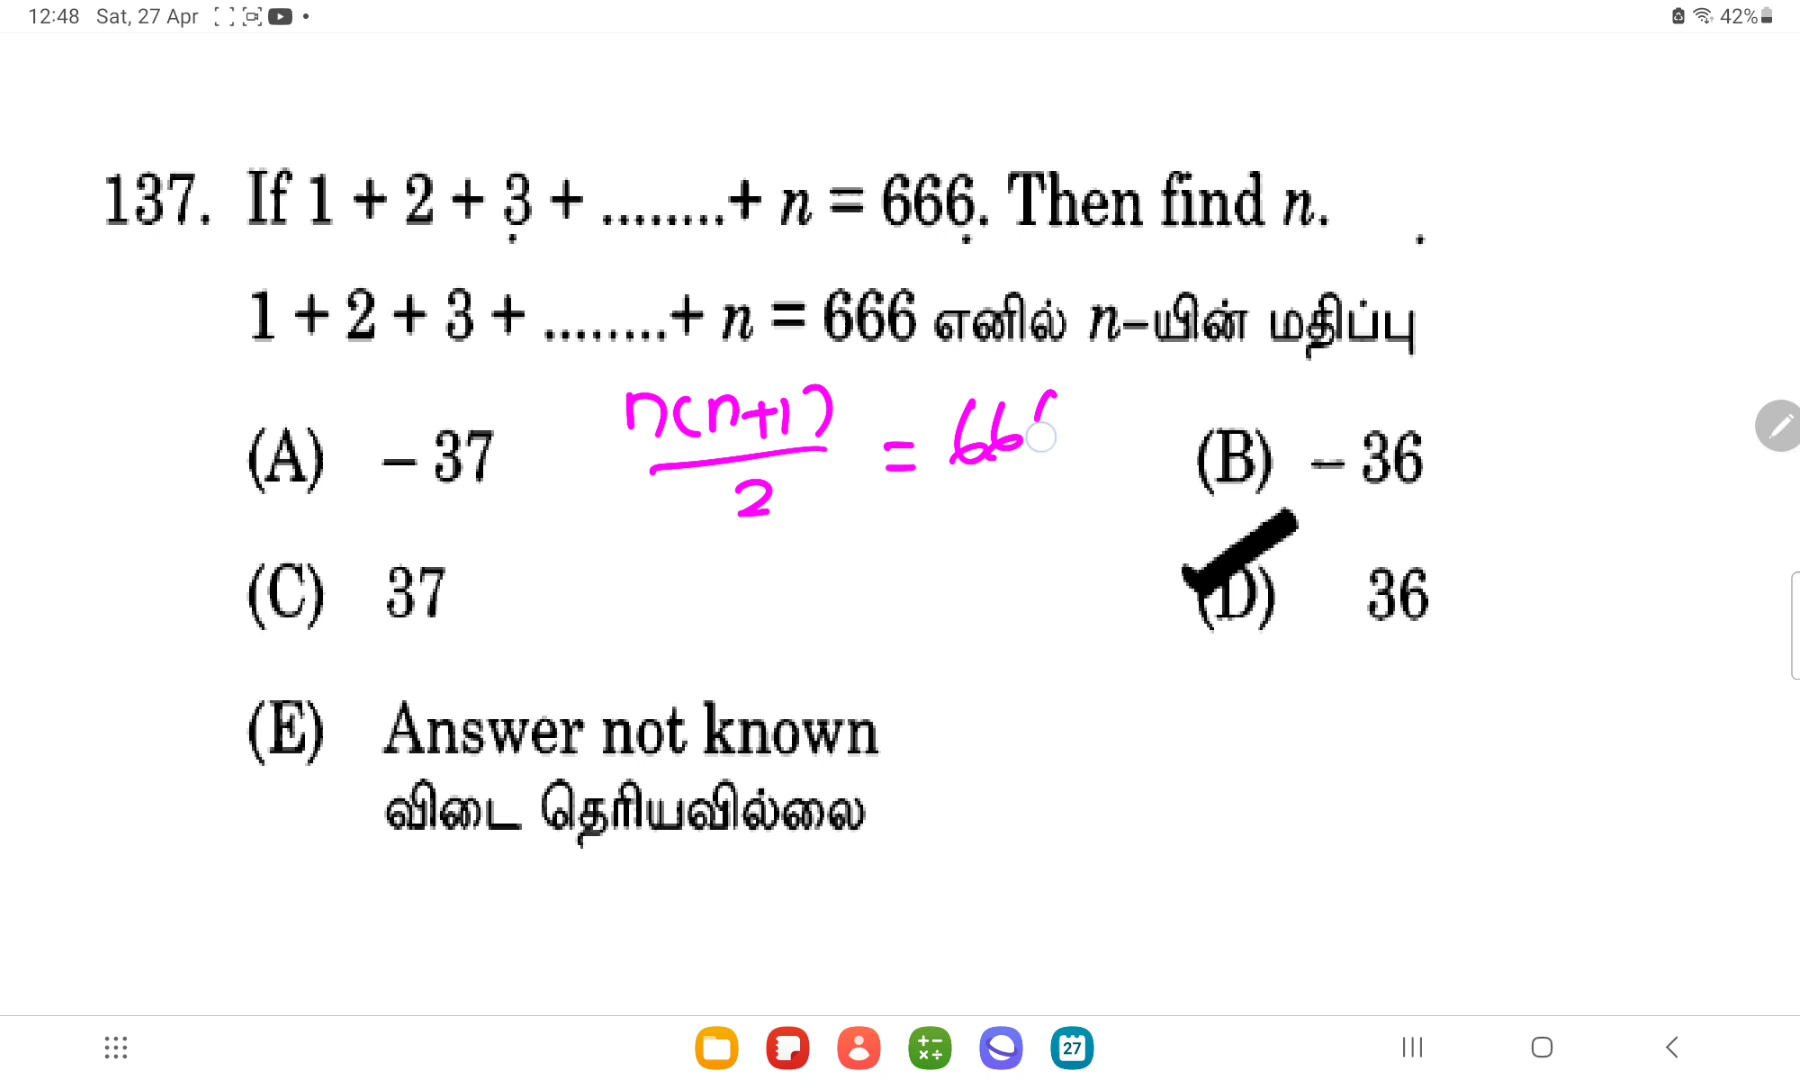 12:48 Sat, 27 Apr
42%
137. If 1 + 2 + 3 + ........+ n = 666. Then find n.
1 + 2 + 3 + ........+ n = 666 எனில் n-யின் மதிப்பு
(A) – 37
n(n+1)
2
= 666
(B) – 36
(C) 37
(D) 36
(E) Answer not known
விடை தெரியவில்லை
27